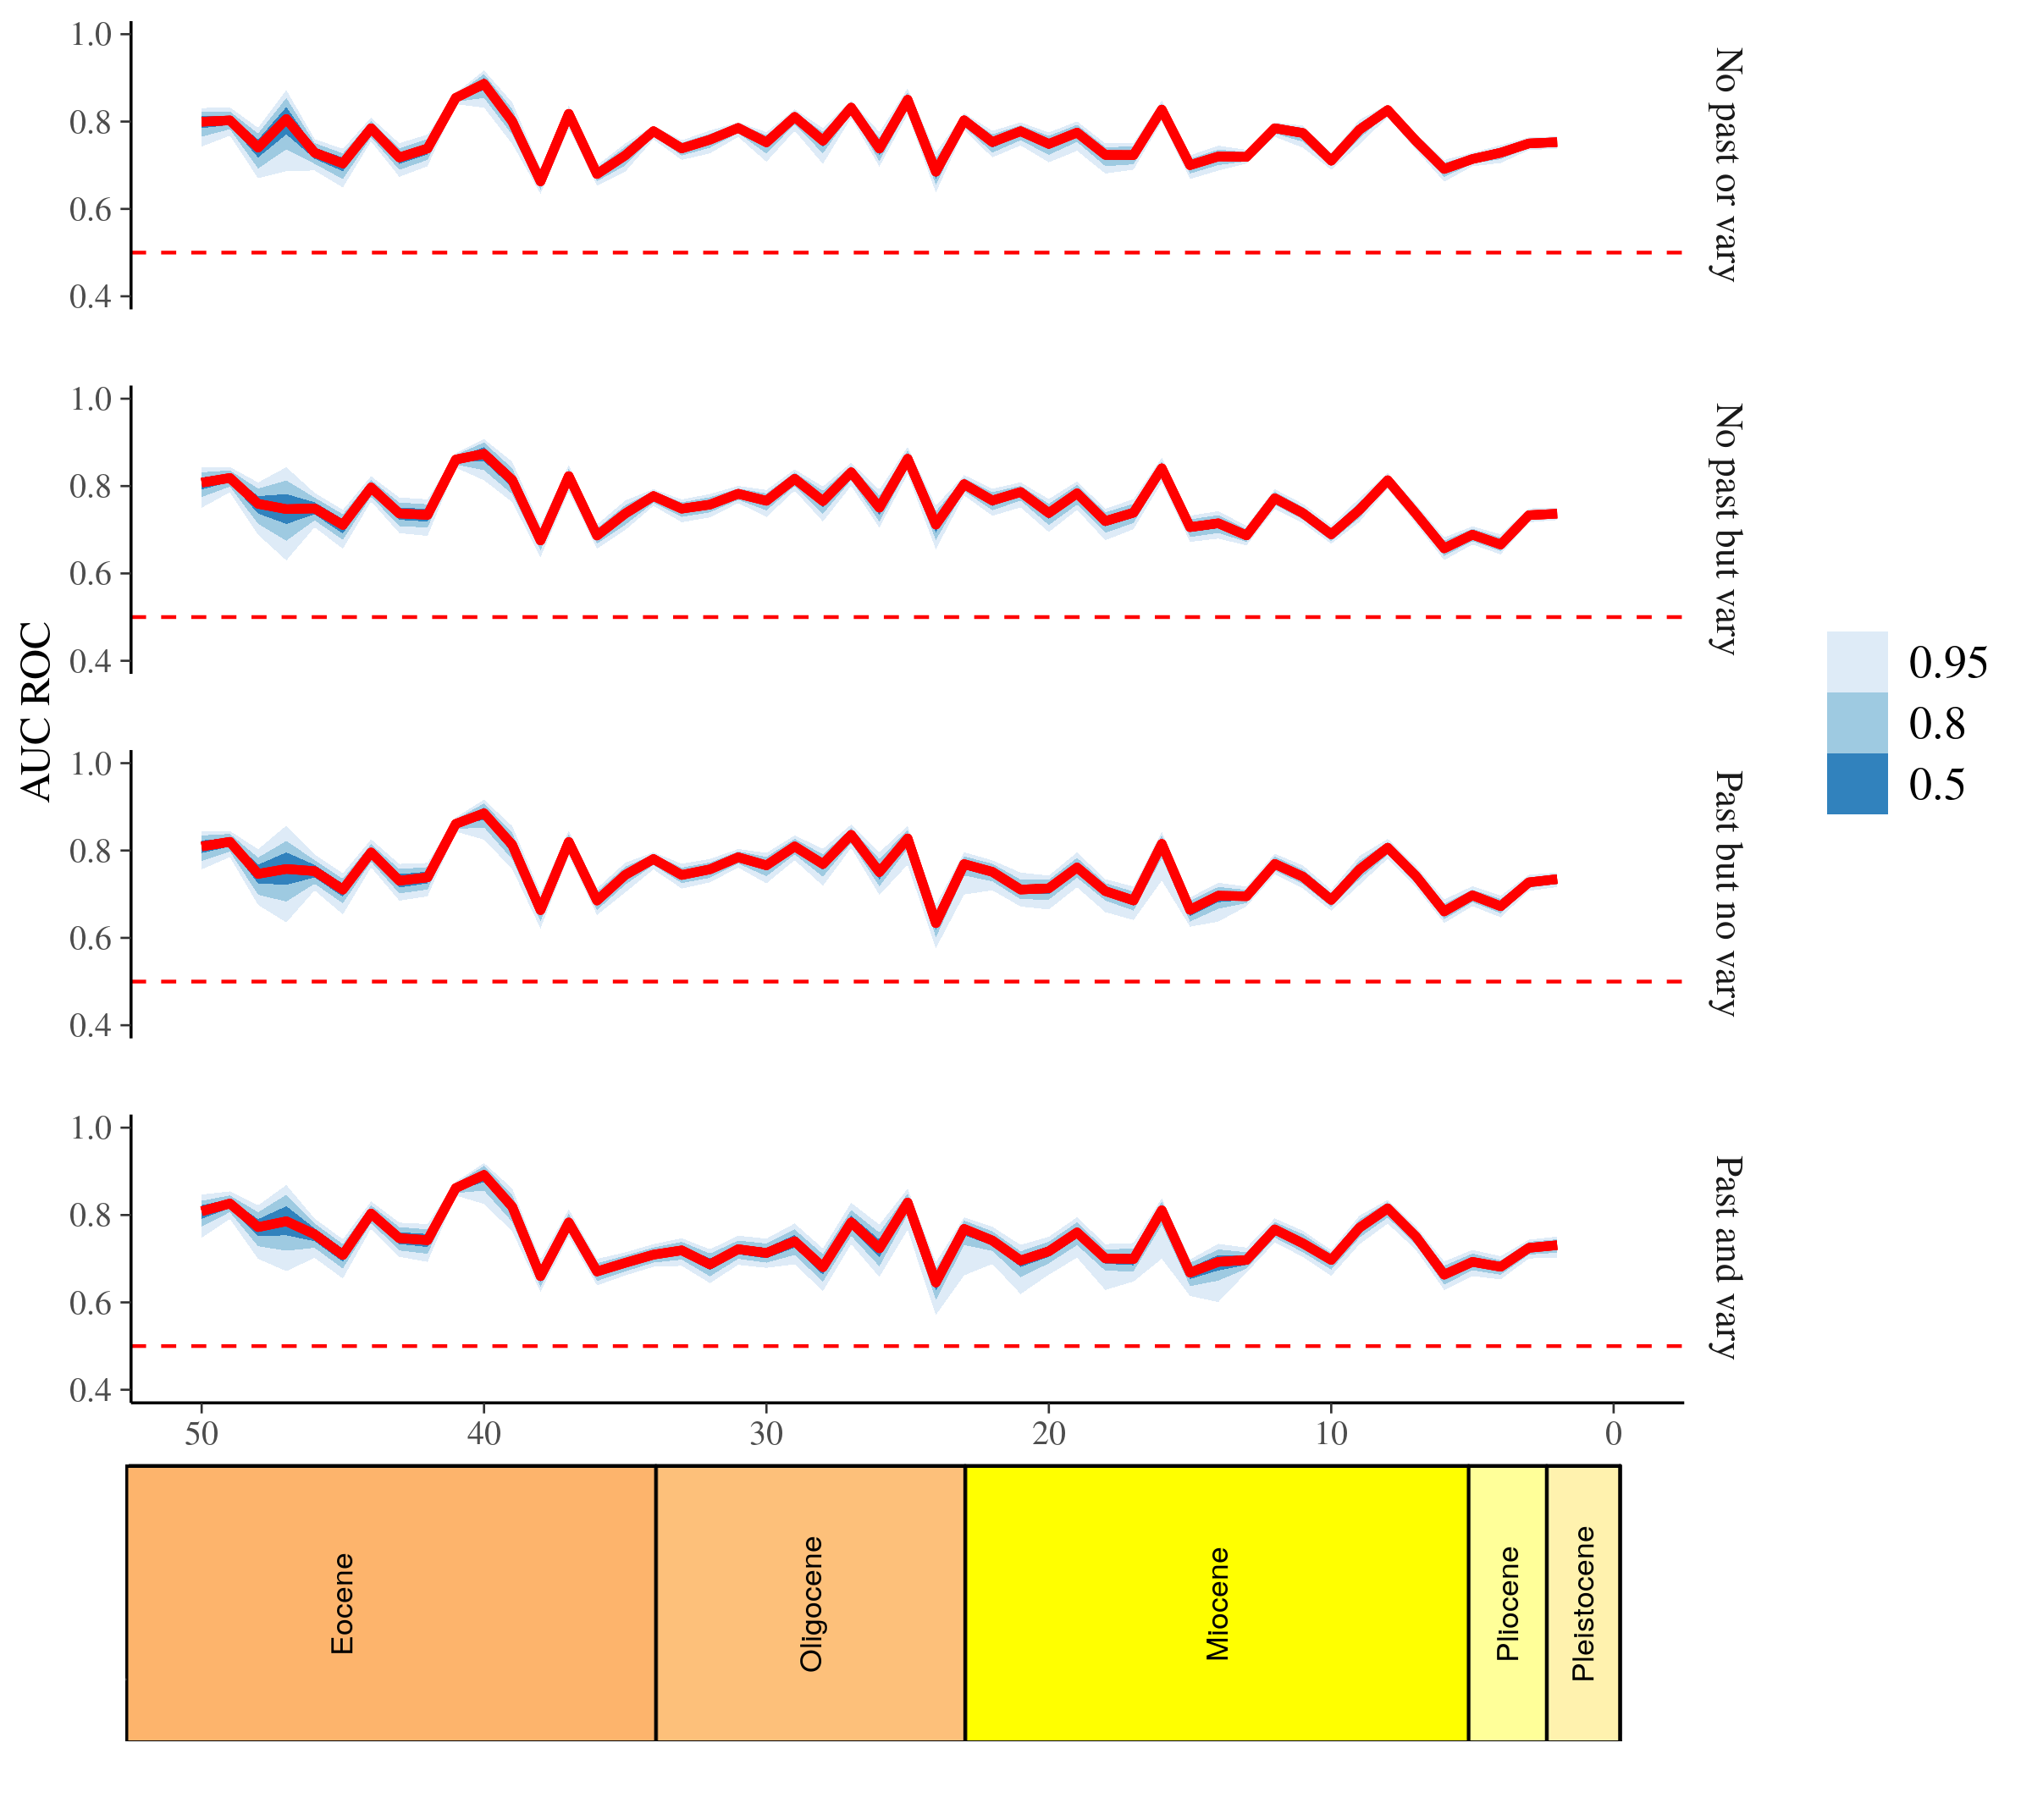 AUC ROC
1.0
0.8
0.6
0.4
No past or vary
1.0
0.8
0.6
0.4
No past but vary
1.0
0.8
0.6
0.4
Past but no vary
1.0
0.8
0.6
0.4
Past and vary
50 40 30 20 10 0
0.95
0.8
0.5
Eocene
Oligocene
Miocene
Pliocene
Pleistocene